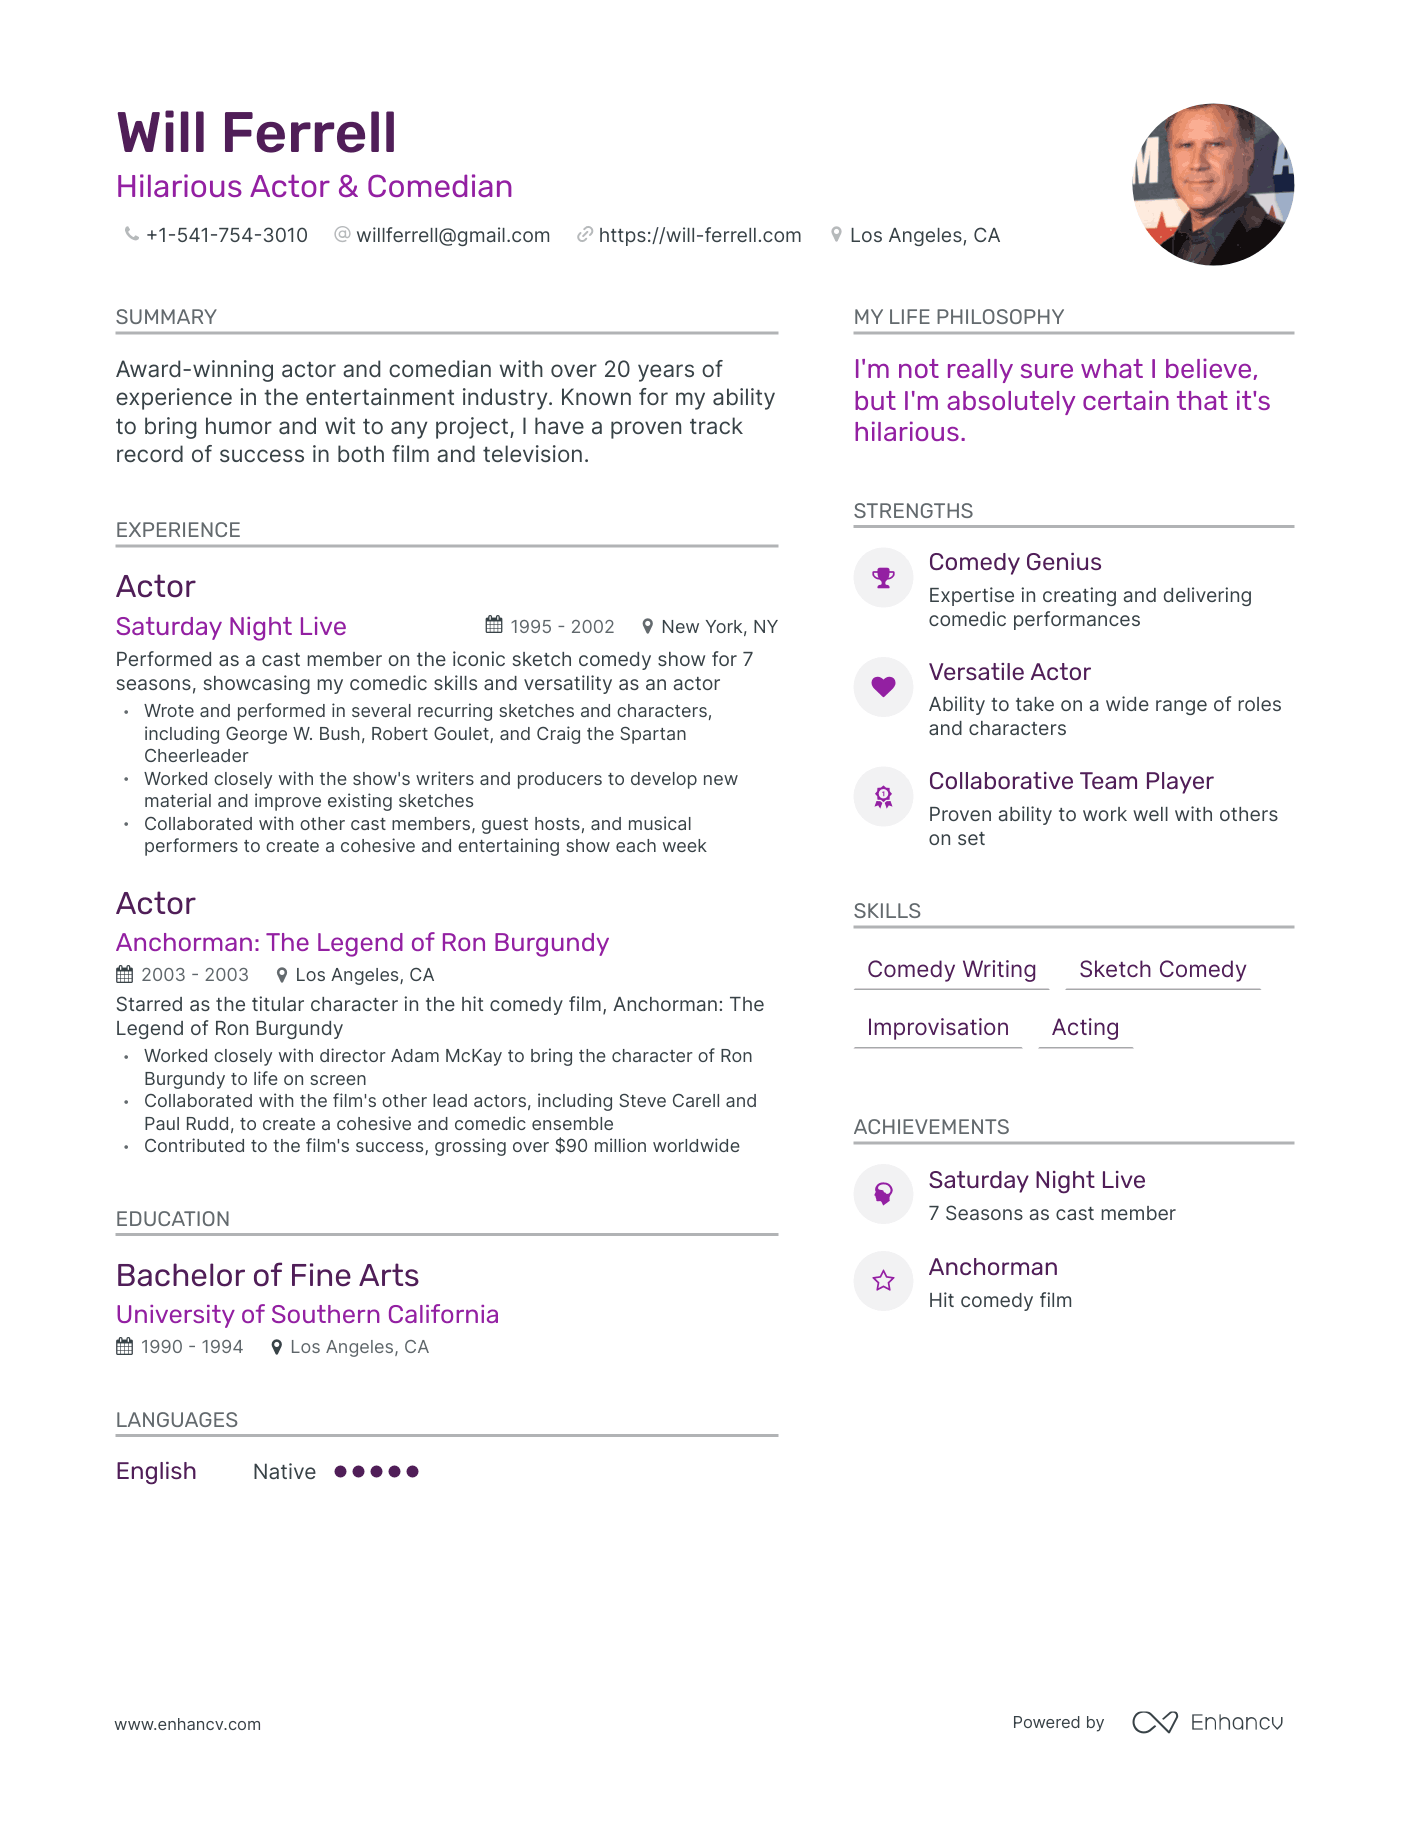 Will Ferrell
Hilarious Actor & Comedian
+1-541-754-3010 @ willferrell@gmail.com https://will-ferrell.com Los Angeles, CA
M A
SUMMARY
Award-winning actor and comedian with over 20 years of
experience in the entertainment industry. Known for my ability
to bring humor and wit to any project, I have a proven track
record of success in both film and television.
EXPERIENCE
Actor
Saturday Night Live 1995 - 2002 New York, NY
Performed as a cast member on the iconic sketch comedy show for 7
seasons, showcasing my comedic skills and versatility as an actor
• Wrote and performed in several recurring sketches and characters,
including George W. Bush, Robert Goulet, and Craig the Spartan
Cheerleader
• Worked closely with the show's writers and producers to develop new
material and improve existing sketches
• Collaborated with other cast members, guest hosts, and musical
performers to create a cohesive and entertaining show each week
Actor
Anchorman: The Legend of Ron Burgundy
2003 - 2003 Los Angeles, CA
Starred as the titular character in the hit comedy film, Anchorman: The
Legend of Ron Burgundy
• Worked closely with director Adam McKay to bring the character of Ron
Burgundy to life on screen
• Collaborated with the film's other lead actors, including Steve Carell and
Paul Rudd, to create a cohesive and comedic ensemble
• Contributed to the film's success, grossing over $90 million worldwide
EDUCATION
Bachelor of Fine Arts
University of Southern California
1990 - 1994 Los Angeles, CA
LANGUAGES
English Native
MY LIFE PHILOSOPHY
I'm not really sure what I believe,
but I'm absolutely certain that it's
hilarious.
STRENGTHS
Comedy Genius
Expertise in creating and delivering
comedic performances
Versatile Actor
Ability to take on a wide range of roles
and characters
Collaborative Team Player
Proven ability to work well with others
on set
SKILLS
Comedy Writing Sketch Comedy
Improvisation Acting
ACHIEVEMENTS
Saturday Night Live
7 Seasons as cast member
Anchorman
Hit comedy film
www.enhancv.com
Powered by Enhancv